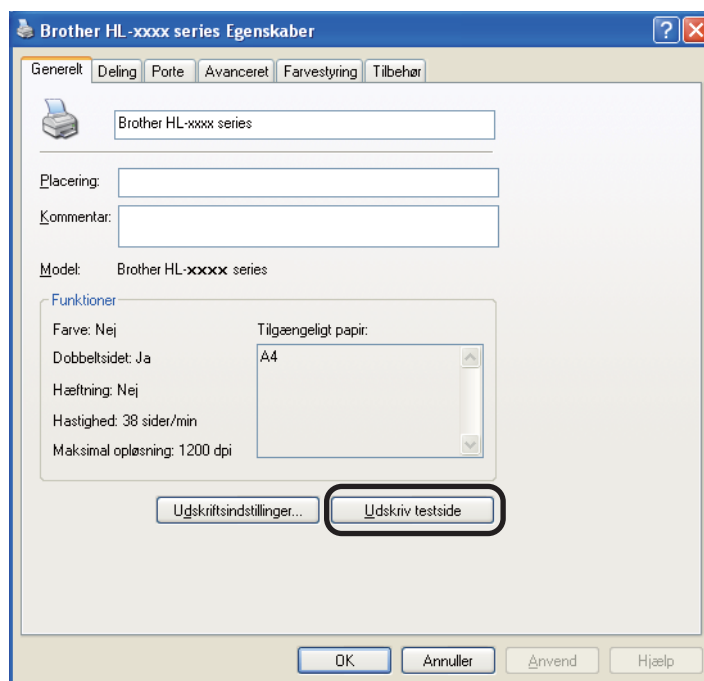 Brother HL-xxxx series Egenskaber
Generelt Deling Porte Avanceret Farvestyring Tilbehør
Brother HL-xxxx series
Placering:
Kommentar:
Model: Brother HL-xxxx series
Funktioner
Farve: Nej
Tilgængeligt papir:
Dobbeltsidet: Ja
A4
Hæftning: Nej
Hastighed: 38 sider/min
Maksimal opløsning: 1200 dpi
Udskriftsindstillinger... Udskriv testside
OK Annuller Anvend Hjælp